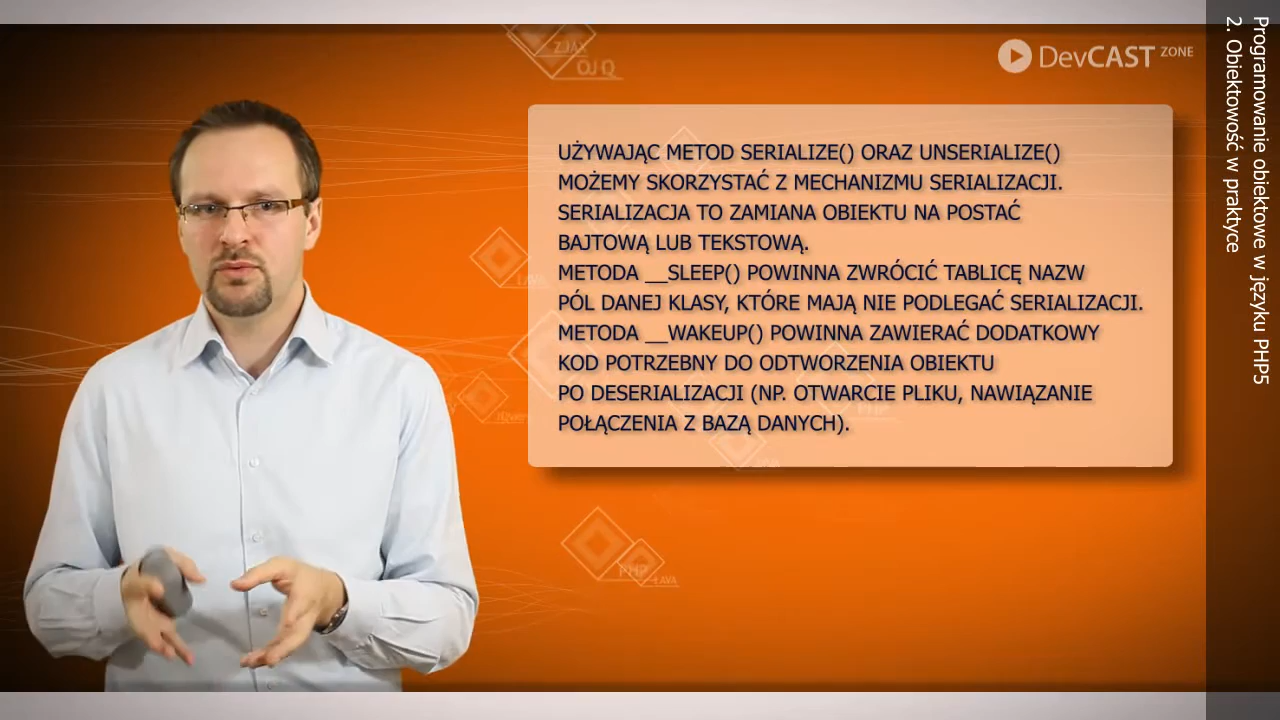 DevCAST ZONE
UŻYWAJĄC METOD SERIALIZE() ORAZ UNSERIALIZE()
MOŻEMY SKORZYSTAĆ Z MECHANIZMU SERIALIZACJI.
SERIALIZACJA TO ZAMIANA OBIEKTU NA POSTAĆ
BAJTOWĄ LUB TEKSTOWĄ.
METODA __SLEEP() POWINNA ZWRÓCIĆ TABLICĘ NAZW
PÓL DANEJ KLASY, KTÓRE MAJĄ NIE PODLEGAĆ SERIALIZACJI.
METODA __WAKEUP() POWINNA ZAWIERAĆ DODATKOWY
KOD POTRZEBNY DO ODTWORZENIA OBIEKTU
PO DESERIALIZACJI (NP. OTWARCIE PLIKU, NAWIĄZANIE
POŁĄCZENIA Z BAZĄ DANYCH).
Programowanie obiektowe w języku PHP5
2. Obiektowość w praktyce
PHP